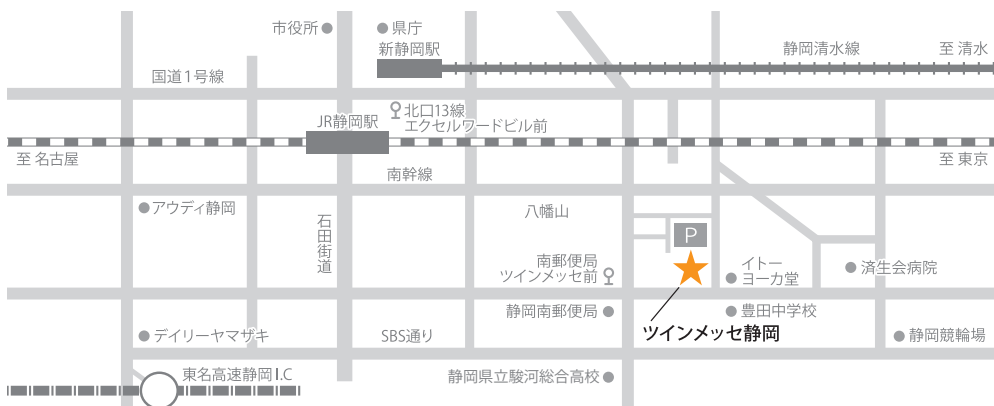 市役所
県庁
新静岡駅
静岡清水線
至 清水
国道1号線
北口13線
エクセルワードビル前
JR静岡駅
至 名古屋
至 東京
南幹線
アウディ静岡
石田街道
八幡山
P
南郵便局
ツインメッセ前
イトー
ヨーカ堂
済生会病院
静岡南郵便局
豊田中学校
ツインメッセ静岡
デイリーヤマザキ
SBS通り
静岡競輪場
東名高速静岡I.C
静岡県立駿河総合高校